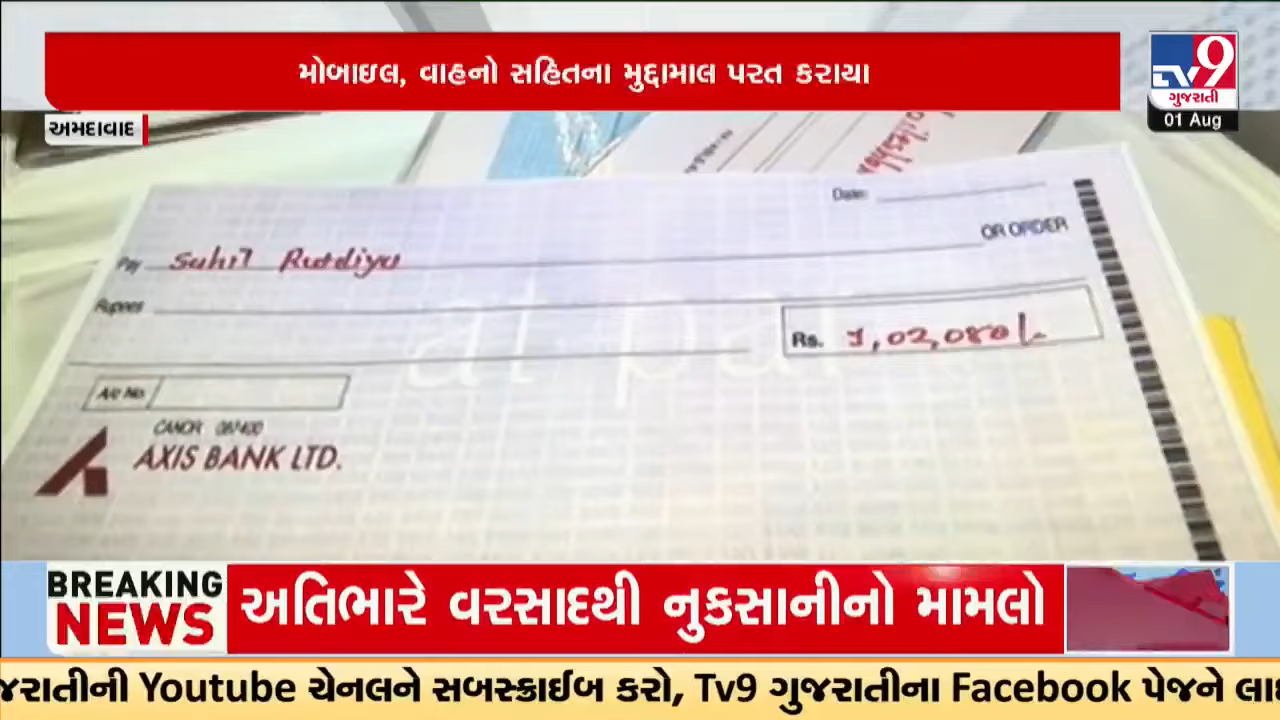 મોબાઇલ, વાહનો સહિતના મુદ્દામાલ પરત કરાયા
TV9
ગુજરાતી
01 Aug
અમદાવાદ
Date:
OR ORDER
Pay Sahil Ruddiya
Rupees
Rs. 1,02,080/-
A/c No
AXIS BANK LTD.
BREAKING NEWS
અતિભારે વરસાદથી નુકસાનીનો મામલો
જરાતીની Youtube ચેનલને સબસ્ક્રાઈબ કરો, Tv9 ગુજરાતીના Facebook પેજને લા